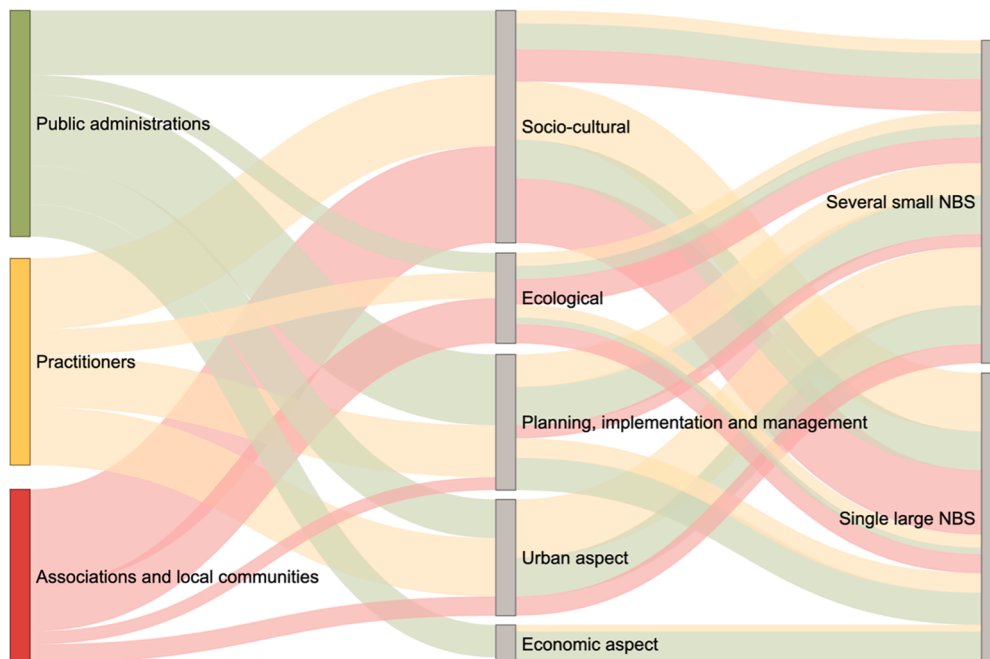 Public administrations
Practitioners
Associations and local communities
Socio-cultural
Ecological
Planning, implementation and management
Urban aspect
Economic aspect
Several small NBS
Single large NBS